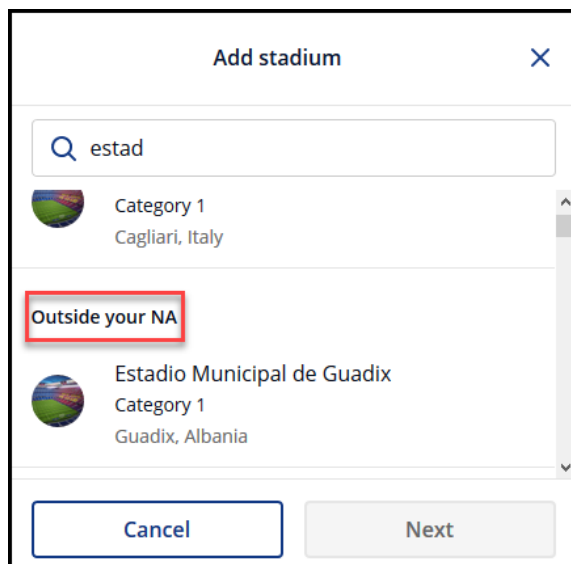 Add stadium
estad
Category 1
Cagliari, Italy
Outside your NA
Estadio Municipal de Guadix
Category 1
Guadix, Albania
Cancel
Next